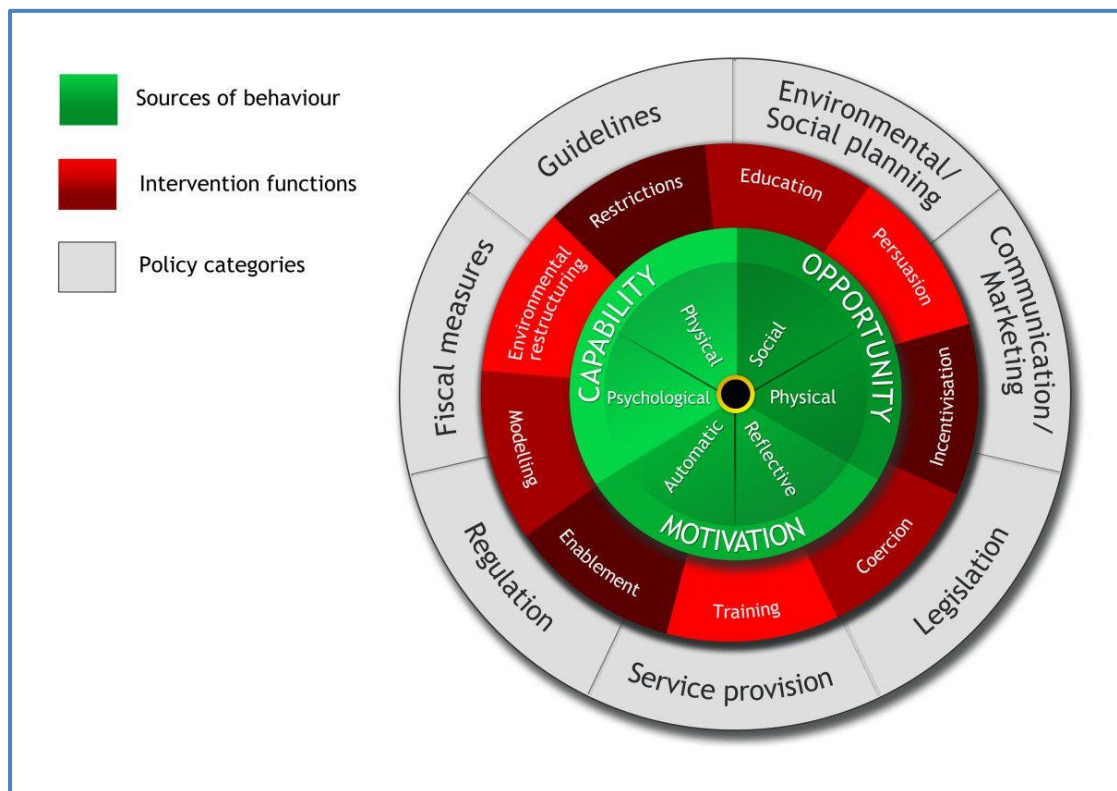 Sources of behaviour
Intervention functions
Policy categories
Guidelines
Environmental/
Social planning
Communication/
Marketing
Legislation
Service provision
Regulation
Fiscal measures
Restrictions
Education
Persuasion
Incentivisation
Coercion
Training
Enablement
Modelling
Environmental
restructuring
CAPABILITY
OPPORTUNITY
MOTIVATION
Physical
Social
Physical
Reflective
Automatic
Psychological